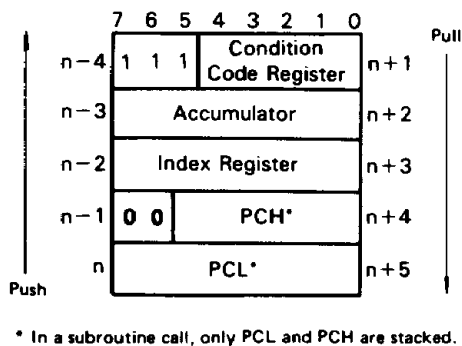 7 6 5 4 3 2 1 0
Pull
n-4 1 1 1 Condition Code Register n+1
n-3 Accumulator n+2
n-2 Index Register n+3
n-1 0 0 PCH* n+4
n PCL* n+5
Push
* In a subroutine call, only PCL and PCH are stacked.